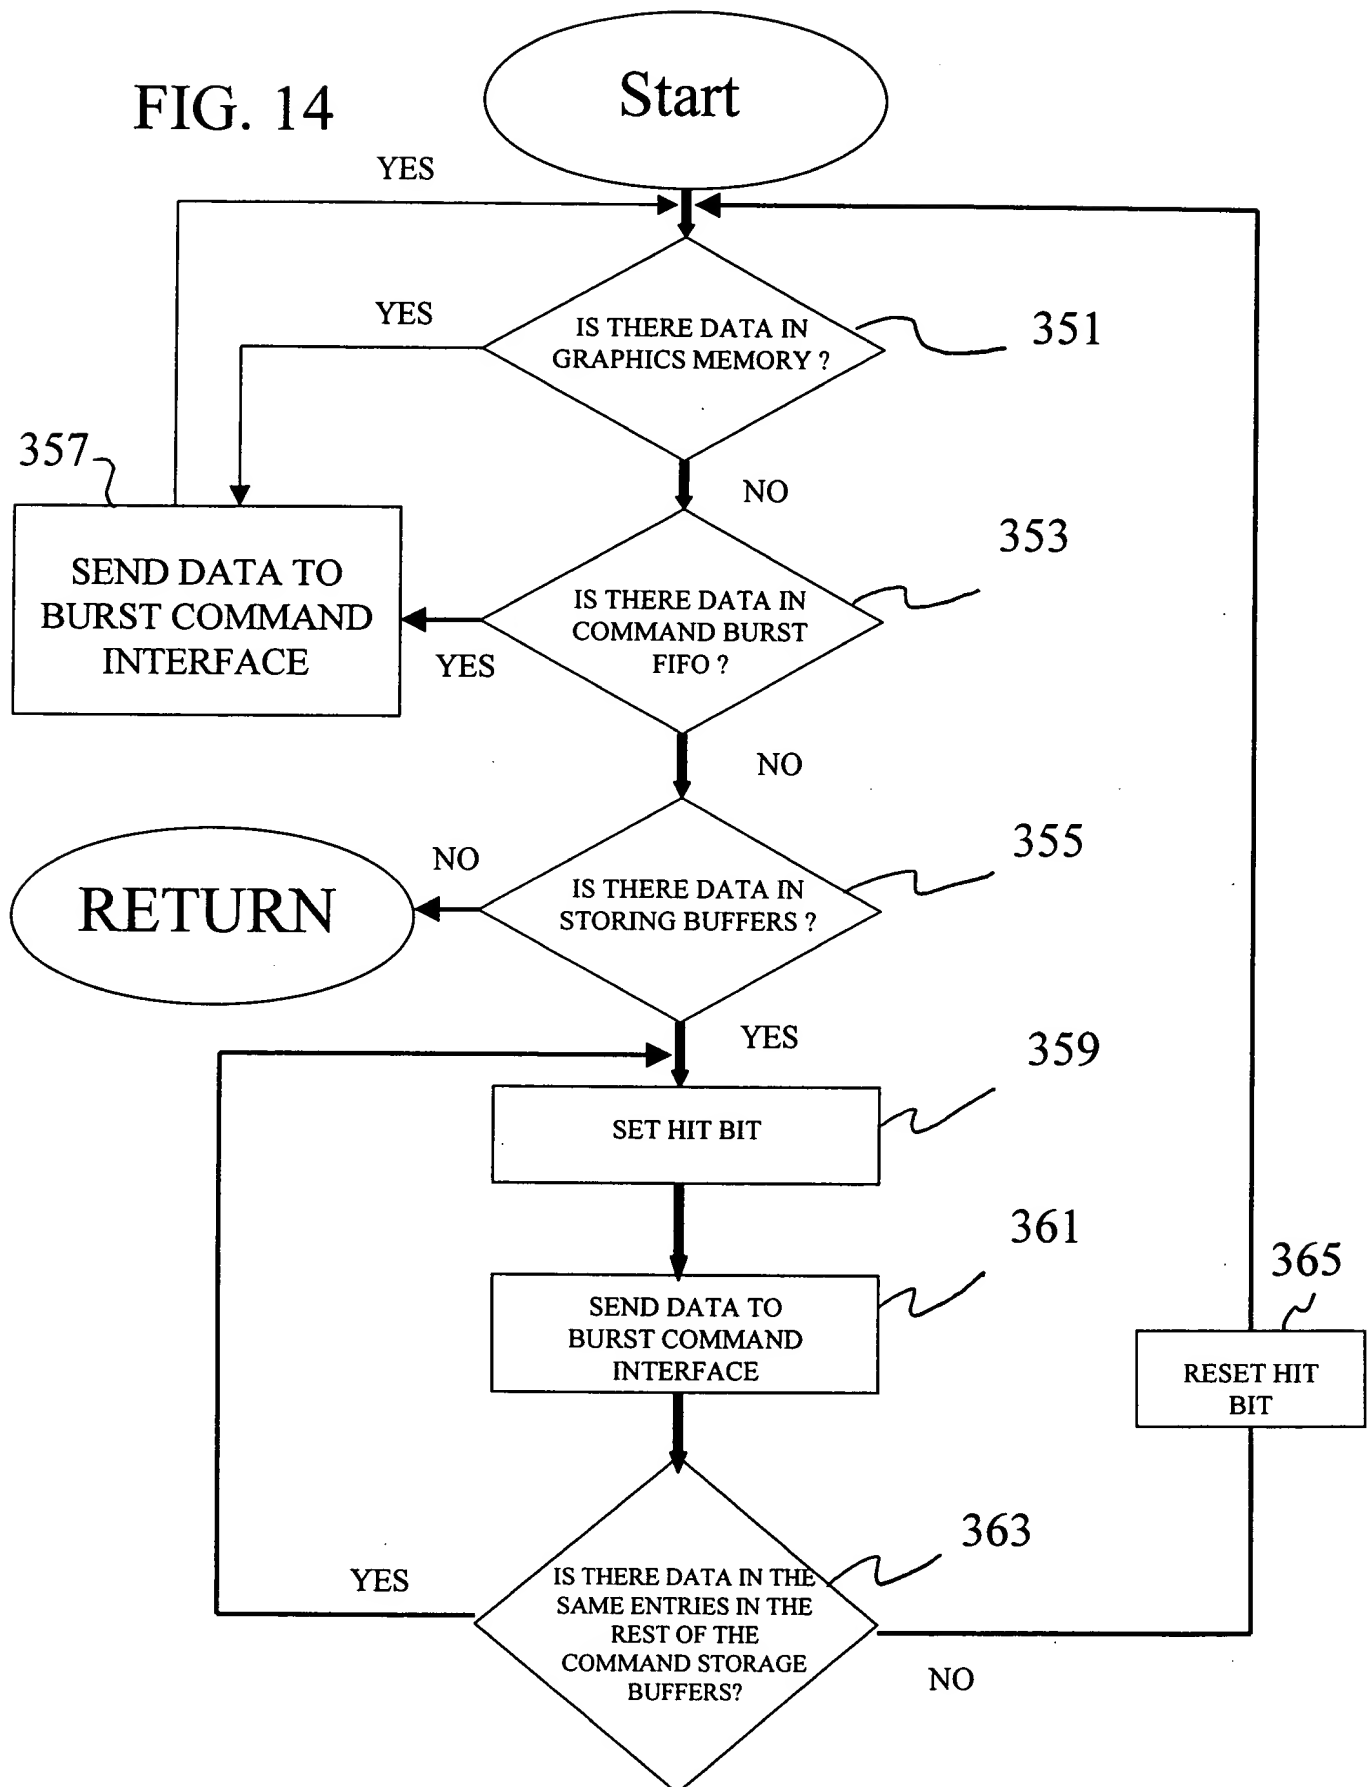 FIG. 14
Start
YES
YES
IS THERE DATA IN
GRAPHICS MEMORY ?
351
357
NO
353
SEND DATA TO
BURST COMMAND
INTERFACE
IS THERE DATA IN
COMMAND BURST
FIFO ?
YES
NO
355
NO
RETURN
IS THERE DATA IN
STORING BUFFERS ?
YES
359
SET HIT BIT
361
365
SEND DATA TO
BURST COMMAND
INTERFACE
RESET HIT
BIT
363
YES
IS THERE DATA IN THE
SAME ENTRIES IN THE
REST OF THE
COMMAND STORAGE
BUFFERS?
NO